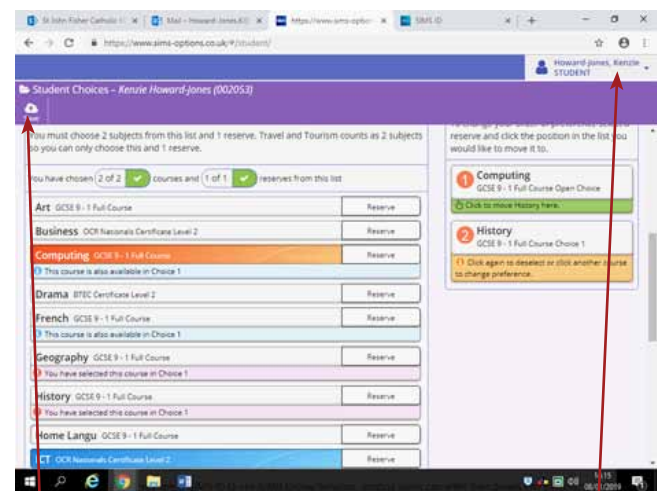 St John Fisher Catholic H
Mail - Howard-Jones,K
https://www.sims-option
SIMS ID
https://www.sims-options.co.uk/#/student/
Howard-Jones, Kenzie
STUDENT
Student Choices - Kenzie Howard-Jones (002053)
Save
You must choose 2 subjects from this list and 1 reserve. Travel and Tourism counts as 2 subjects
so you can only choose this and 1 reserve.
You have chosen 2 of 2 courses and 1 of 1 reserves from this list
Art GCSE 9 - 1 Full Course Reserve
Business OCR Nationals Certificate Level 2 Reserve
Computing GCSE 9 - 1 Full Course Reserve
This course is also available in Choice 1
Drama BTEC Certificate Level 2 Reserve
French GCSE 9 - 1 Full Course Reserve
This course is also available in Choice 1
Geography GCSE 9 - 1 Full Course Reserve
You have selected this course in Choice 1
History GCSE 9 - 1 Full Course Reserve
You have selected this course in Choice 1
Home Langu GCSE 9 - 1 Full Course Reserve
ICT OCR Nationals Certificate Level 2 Reserve
reserve and click the position in the list you
would like to move it to.
1 Computing
GCSE 9 - 1 Full Course Open Choice
Click to move History here.
2 History
GCSE 9 - 1 Full Course Choice 1
Click again to deselect or click another course
to change preference.